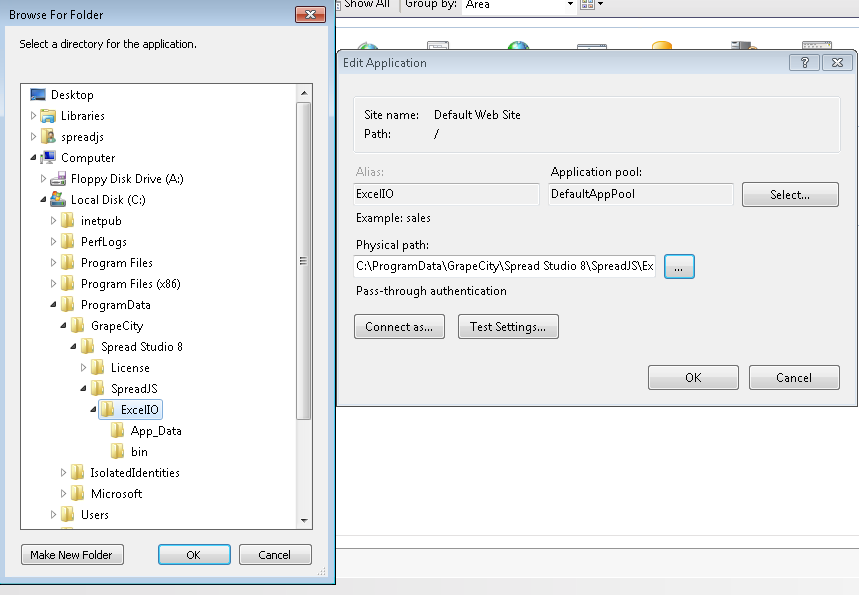 Browse For Folder
Select a directory for the application.
Desktop
Libraries
spreadjs
Computer
Floppy Disk Drive (A:)
Local Disk (C:)
inetpub
PerfLogs
Program Files
Program Files (x86)
ProgramData
GrapeCity
Spread Studio 8
License
SpreadJS
ExcelIO
App_Data
bin
IsolatedIdentities
Microsoft
Users
Make New Folder
OK
Cancel
Show All
Group by: Area
Edit Application
?
Site name: Default Web Site
Path: /
Alias:
Application pool:
ExcelIO
DefaultAppPool
Select...
Example: sales
Physical path:
C:\ProgramData\GrapeCity\Spread Studio 8\SpreadJS\Ex
...
Pass-through authentication
Connect as...
Test Settings...
OK
Cancel